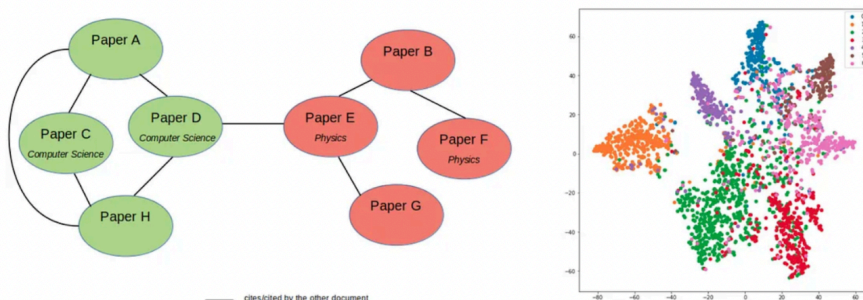 Paper A
Paper B
Paper C
Computer Science
Paper D
Computer Science
Paper E
Physics
Paper F
Physics
Paper H
Paper G
cites/cited by the other document
60
40
20
0
−20
−40
−60
−80
−60
−40
−20
0
20
40
60